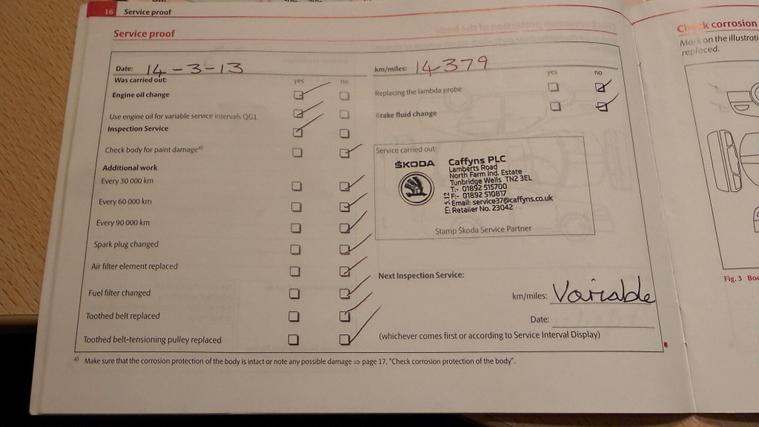 16 Service proof
Service proof
Date: 14-3-13
km/miles: 14379
Was carried out:
yes no
yes no
Engine oil change
Use engine oil for variable service intervals QG1
Inspection Service
Check body for paint damage a)
Additional work
Every 30 000 km
Every 60 000 km
Every 90 000 km
Spark plug changed
Air filter element replaced
Fuel filter changed
Toothed belt replaced
Toothed belt-tensioning pulley replaced
Replacing the lambda probe
Brake fluid change
Service carried out:
ŠKODA
Caffyns PLC
Lamberts Road
North Farm Ind. Estate
Tunbridge Wells TN2 3EL
T:- 01892 515700
F:- 01892 510817
Email: service37@caffyns.co.uk
Retailer No. 23042
Stamp Škoda Service Partner
Next Inspection Service:
km/miles: Variable
Date:
(whichever comes first or according to Service Interval Display)
a) Make sure that the corrosion protection of the body is intact or note any possible damage ⇒ page 17, "Check corrosion protection of the body".
Check corrosion
Mark on the illustrati
replaced.
Fig. 3 Bo